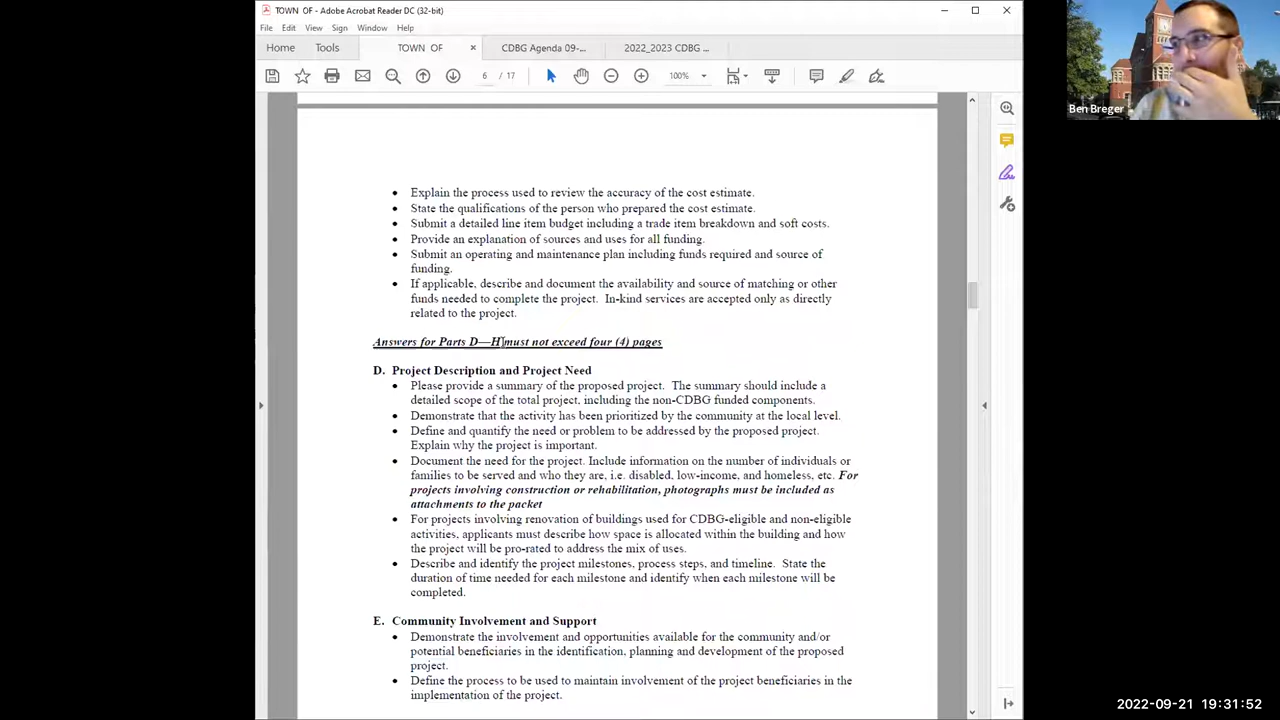 TOWN OF - Adobe Acrobat Reader DC (32-bit)
File Edit View Sign Window Help
Home Tools TOWN OF × CDBG Agenda 09-... 2022_2023 CDBG ...
6 / 17 100%
Ben Breger
• Explain the process used to review the accuracy of the cost estimate.
• State the qualifications of the person who prepared the cost estimate.
• Submit a detailed line item budget including a trade item breakdown and soft costs.
• Provide an explanation of sources and uses for all funding.
• Submit an operating and maintenance plan including funds required and source of
funding.
• If applicable, describe and document the availability and source of matching or other
funds needed to complete the project. In-kind services are accepted only as directly
related to the project.
Answers for Parts D—H must not exceed four (4) pages
D. Project Description and Project Need
• Please provide a summary of the proposed project. The summary should include a
detailed scope of the total project, including the non-CDBG funded components.
• Demonstrate that the activity has been prioritized by the community at the local level.
• Define and quantify the need or problem to be addressed by the proposed project.
Explain why the project is important.
• Document the need for the project. Include information on the number of individuals or
families to be served and who they are, i.e. disabled, low-income, and homeless, etc. For
projects involving construction or rehabilitation, photographs must be included as
attachments to the packet
• For projects involving renovation of buildings used for CDBG-eligible and non-eligible
activities, applicants must describe how space is allocated within the building and how
the project will be pro-rated to address the mix of uses.
• Describe and identify the project milestones, process steps, and timeline. State the
duration of time needed for each milestone and identify when each milestone will be
completed.
E. Community Involvement and Support
• Demonstrate the involvement and opportunities available for the community and/or
potential beneficiaries in the identification, planning and development of the proposed
project.
• Define the process to be used to maintain involvement of the project beneficiaries in the
implementation of the project.
2022-09-21 19:31:52